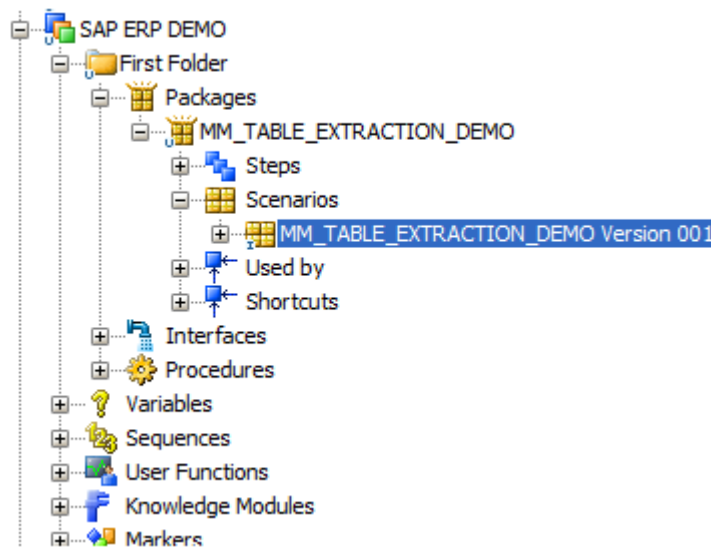 SAP ERP DEMO
First Folder
Packages
MM_TABLE_EXTRACTION_DEMO
Steps
Scenarios
MM_TABLE_EXTRACTION_DEMO Version 001
Used by
Shortcuts
Interfaces
Procedures
Variables
Sequences
User Functions
Knowledge Modules
Markers